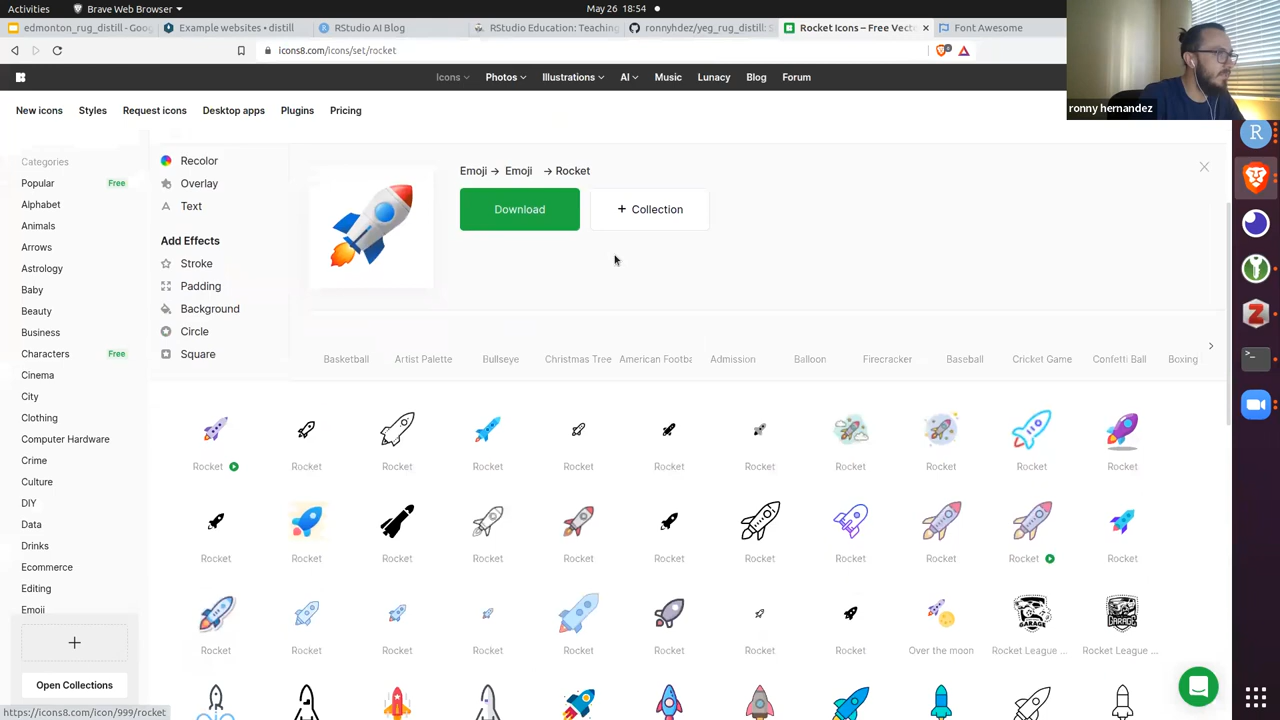 Activities
Brave Web Browser
May 26 18:54
edmonton_rug_distill - Goog
Example websites • distill
RStudio AI Blog
RStudio Education: Teaching
ronnyhdez/yeg_rug_distill: S
Rocket Icons – Free Vecto
Font Awesome
icons8.com/icons/set/rocket
Icons
Photos
Illustrations
AI
Music
Lunacy
Blog
Forum
ronny hernandez
New icons
Styles
Request icons
Desktop apps
Plugins
Pricing
Categories
Popular Free
Alphabet
Animals
Arrows
Astrology
Baby
Beauty
Business
Characters Free
Cinema
City
Clothing
Computer Hardware
Crime
Culture
DIY
Data
Drinks
Ecommerce
Editing
Emoji
Open Collections
https://icons8.com/icon/999/rocket
Recolor
Overlay
Text
Add Effects
Stroke
Padding
Background
Circle
Square
Emoji → Emoji → Rocket
Download
+ Collection
Basketball Artist Palette Bullseye Christmas Tree American Footba Admission Balloon Firecracker Baseball Cricket Game Confetti Ball Boxing
Rocket Rocket Rocket Rocket Rocket Rocket Rocket Rocket Rocket Rocket Rocket
Rocket Rocket Rocket Rocket Rocket Rocket Rocket Rocket Rocket Rocket Rocket
GARAGE GARAGE
Rocket Rocket Rocket Rocket Rocket Rocket Rocket Rocket Over the moon Rocket League ... Rocket League ...